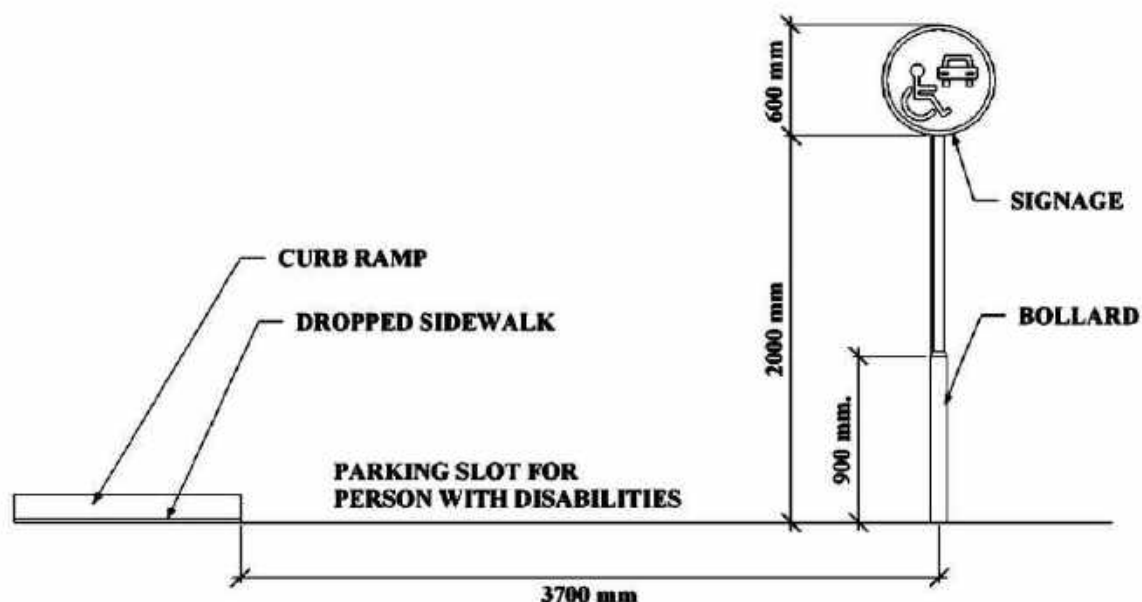 600 mm
SIGNAGE
CURB RAMP
DROPPED SIDEWALK
2000 mm
BOLLARD
900 mm.
PARKING SLOT FOR
PERSON WITH DISABILITIES
3700 mm